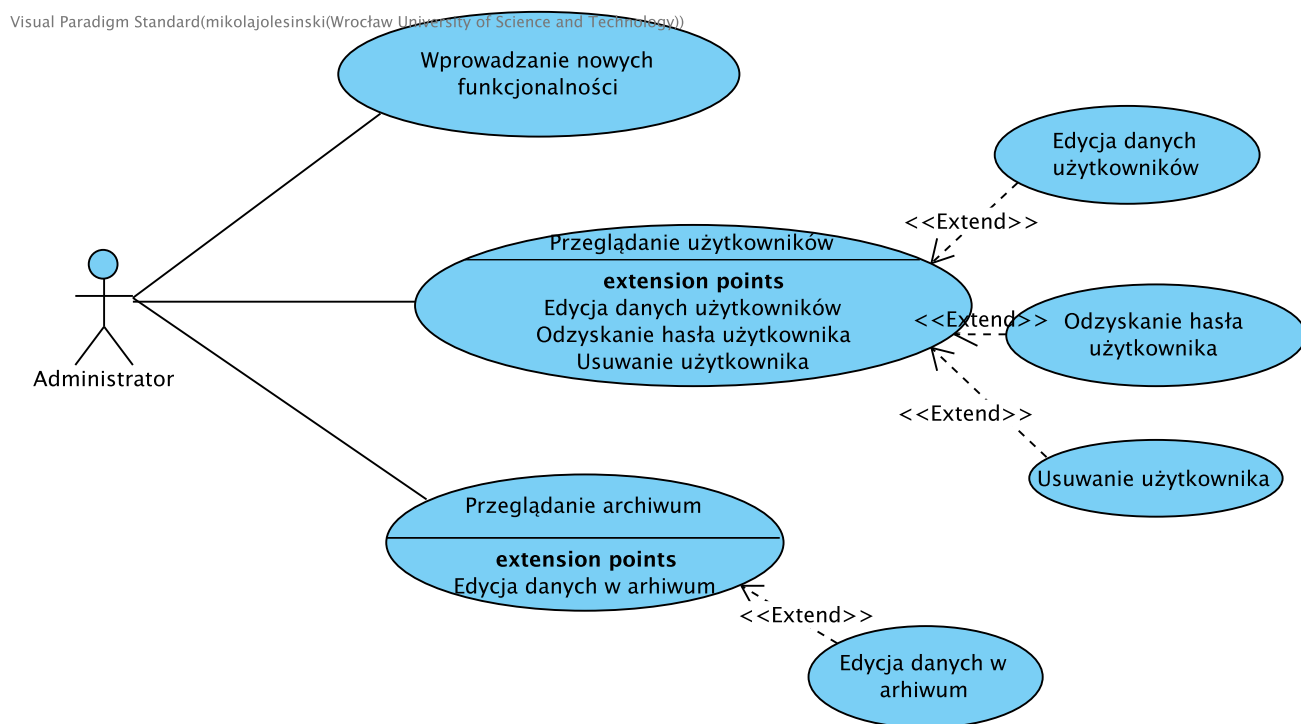 Visual Paradigm Standard(mikolajolesinski(Wrocław University of Science and Technology))
Wprowadzanie nowych
funkcjonalności
Edycja danych
użytkowników
<<Extend>>
Przeglądanie użytkowników
extension points
Edycja danych użytkowników
Odzyskanie hasła użytkownika
Usuwanie użytkownika
<<Extend>>
Odzyskanie hasła
użytkownika
Administrator
<<Extend>>
Usuwanie użytkownika
Przeglądanie archiwum
extension points
Edycja danych w arhiwum
<<Extend>>
Edycja danych w
arhiwum